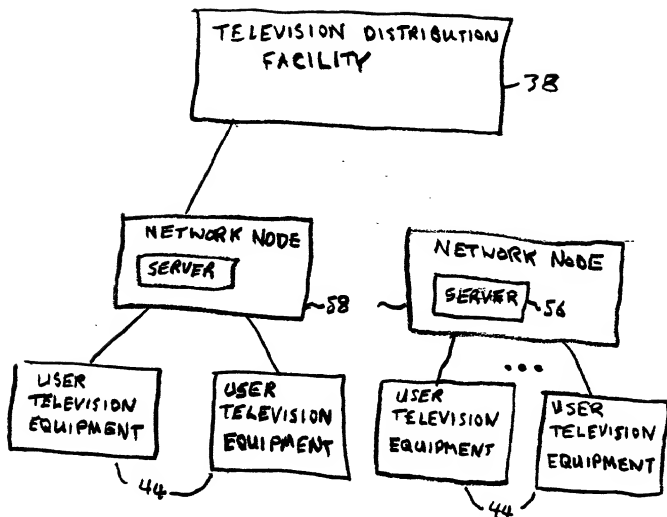 TELEVISION DISTRIBUTION
FACILITY
38
NETWORK NODE
SERVER
58
NETWORK NODE
SERVER
56
...
USER
TELEVISION
EQUIPMENT
USER
TELEVISION
EQUIPMENT
USER
TELEVISION
EQUIPMENT
USER
TELEVISION
EQUIPMENT
44
44